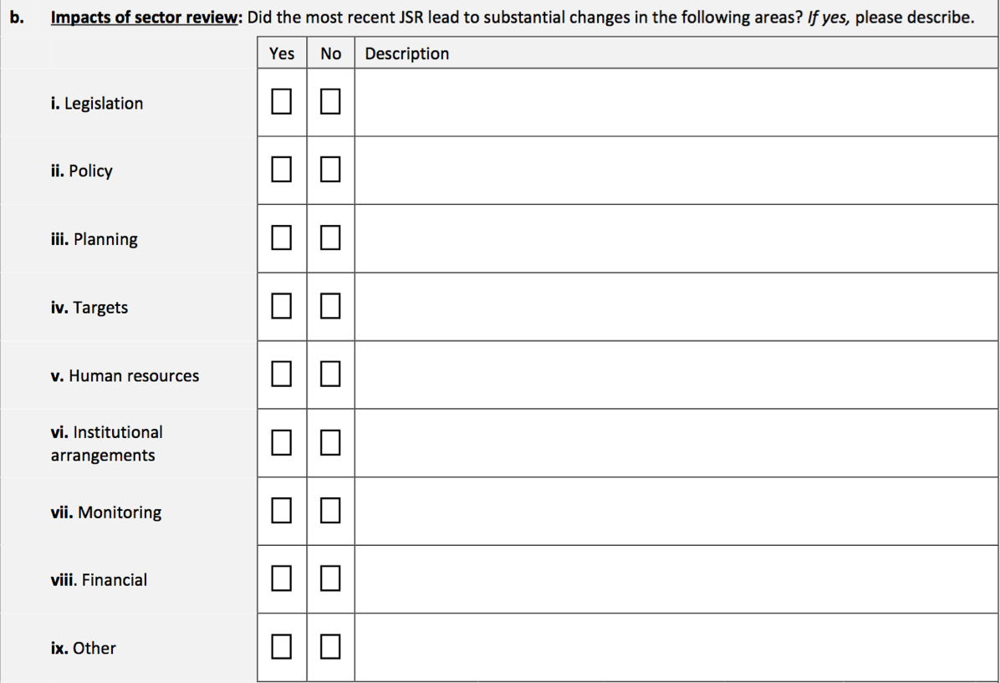 b. Impacts of sector review: Did the most recent JSR lead to substantial changes in the following areas? If yes, please describe.
Yes No Description
i. Legislation
ii. Policy
iii. Planning
iv. Targets
v. Human resources
vi. Institutional
arrangements
vii. Monitoring
viii. Financial
ix. Other